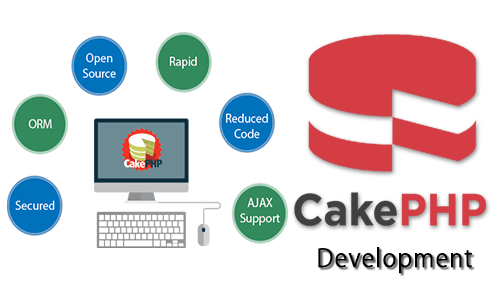 Open
Source
Rapid
ORM
Reduced
Code
CakePHP
Secured
AJAX
Support
CakePHP
Development